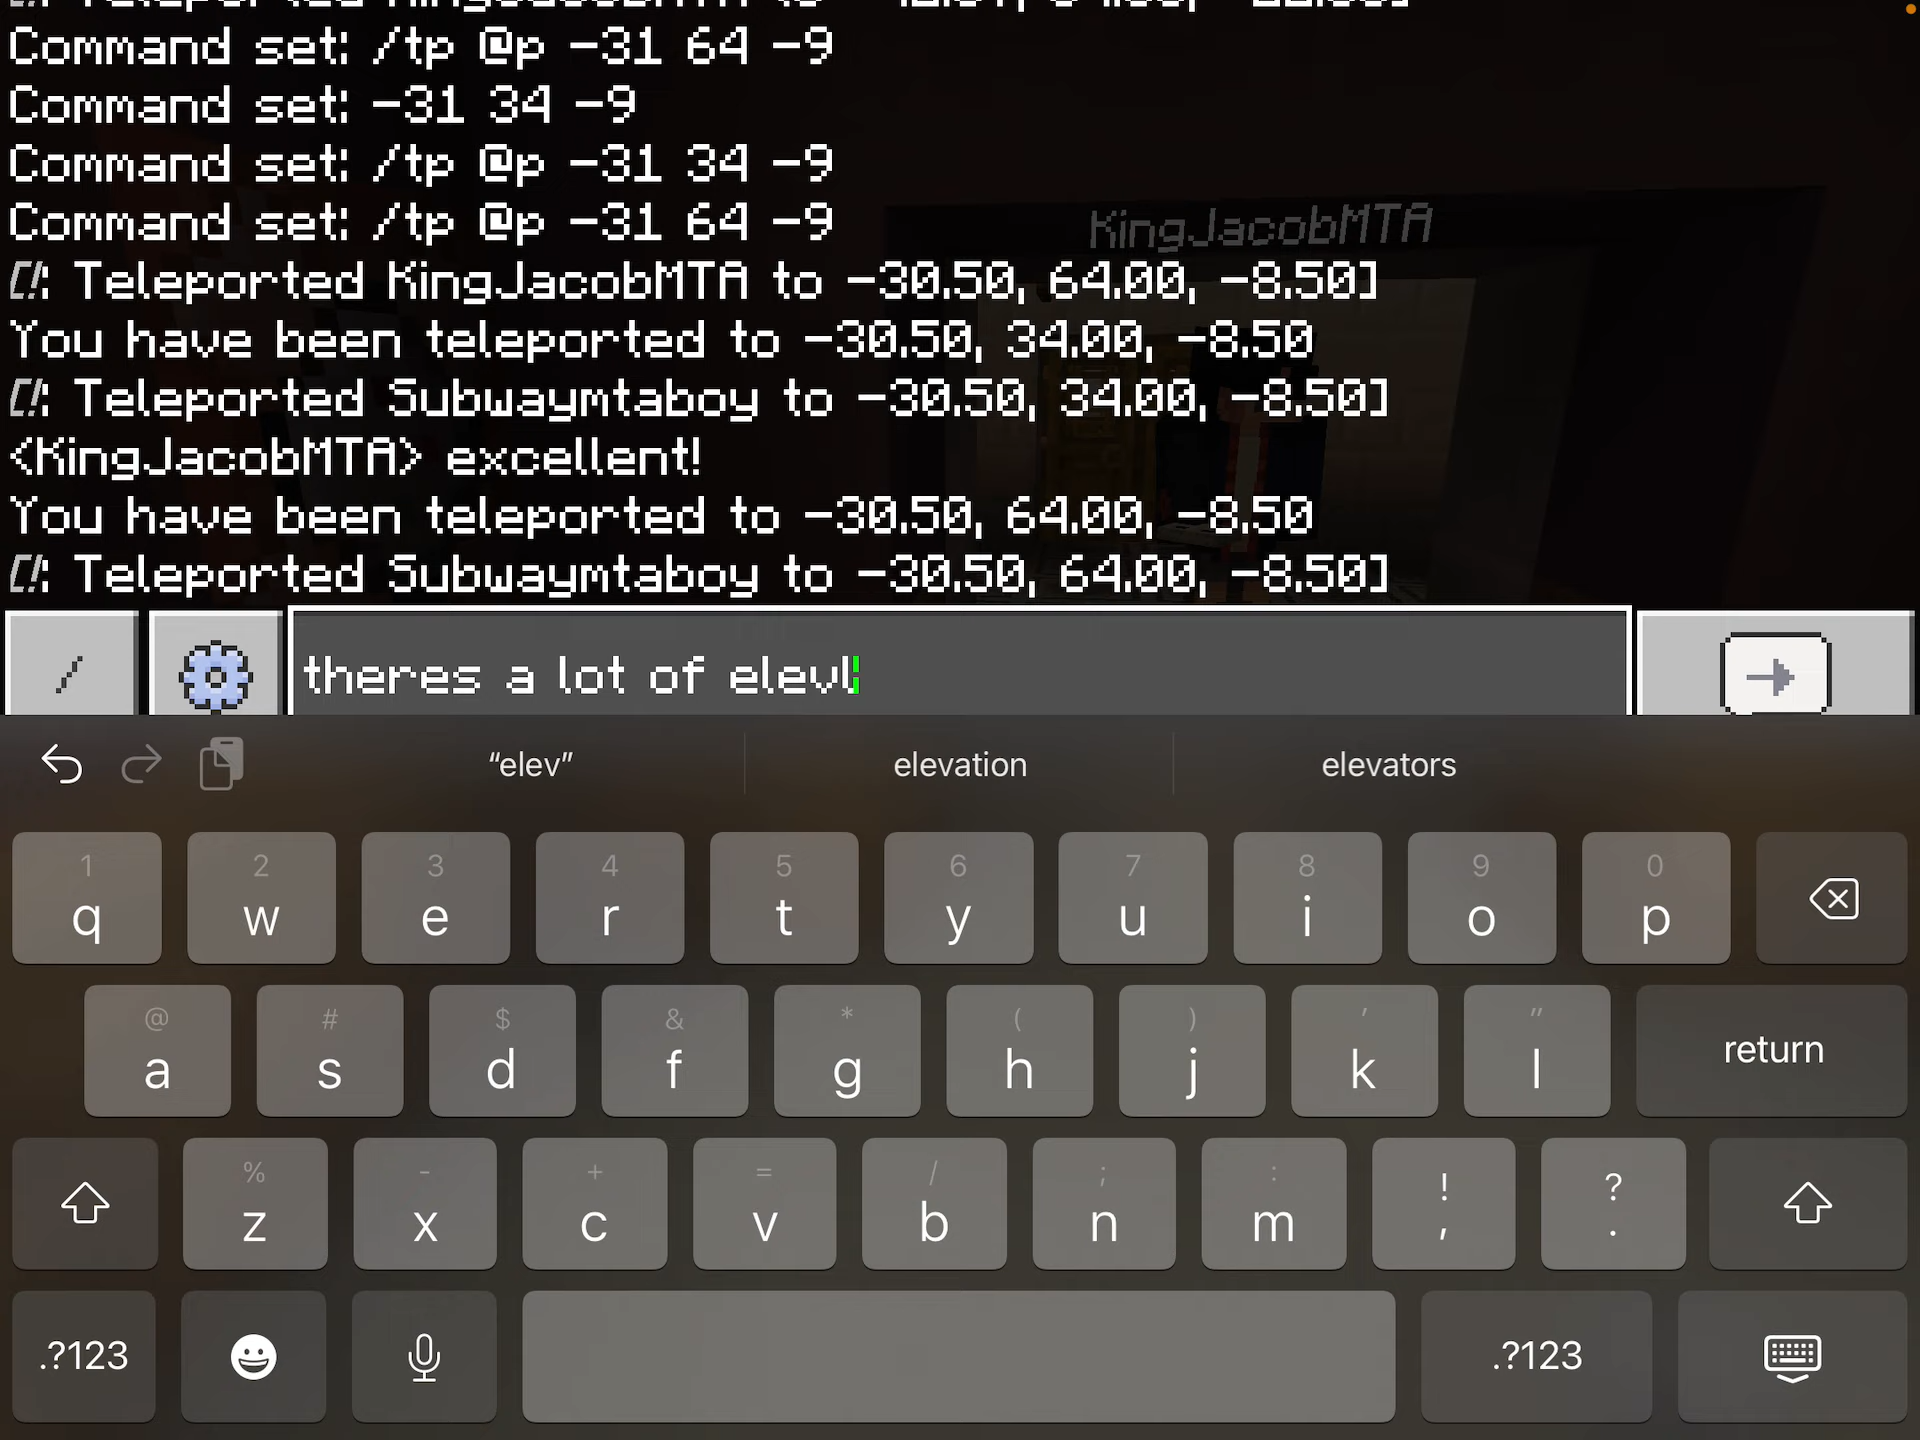 Command set: /tp @p -31 64 -9
Command set: -31 34 -9
Command set: /tp @p -31 34 -9
Command set: /tp @p -31 64 -9
KingJacobMTA
[!: Teleported KingJacobMTA to -30.50, 64.00, -8.50]
You have been teleported to -30.50, 34.00, -8.50
[!: Teleported Subwaymtaboy to -30.50, 34.00, -8.50]
<KingJacobMTA> excellent!
You have been teleported to -30.50, 64.00, -8.50
[!: Teleported Subwaymtaboy to -30.50, 64.00, -8.50]
/ theres a lot of elevl
“elev” elevation elevators
1 2 3 4 5 6 7 8 9 0
q w e r t y u i o p
@ # $ & * ( ) ' "
a s d f g h j k l return
% - + = / ; : ! ?
z x c v b n m , .
.?123 .?123